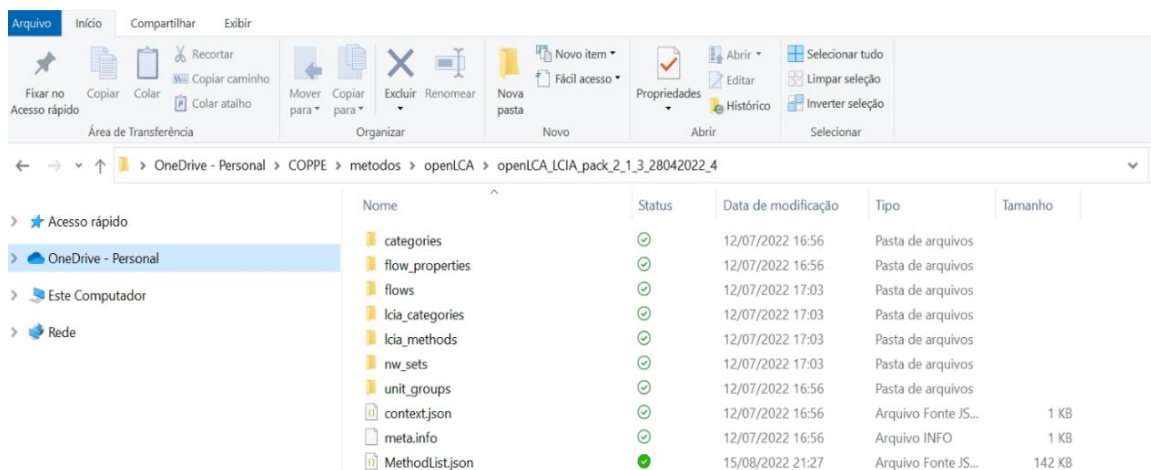 Arquivo Início Compartilhar Exibir
Fixar no
Acesso rápido
Copiar
Colar
Recortar
Copiar caminho
Colar atalho
Área de Transferência
Mover
para
Copiar
para
Excluir
Renomear
Organizar
Nova
pasta
Novo item
Fácil acesso
Novo
Propriedades
Abrir
Editar
Histórico
Abrir
Selecionar tudo
Limpar seleção
Inverter seleção
Selecionar
> OneDrive - Personal > COPPE > metodos > openLCA > openLCA_LCIA_pack_2_1_3_28042022_4
Acesso rápido
OneDrive - Personal
Este Computador
Rede
Nome Status Data de modificação Tipo Tamanho
categories 12/07/2022 16:56 Pasta de arquivos
flow_properties 12/07/2022 16:56 Pasta de arquivos
flows 12/07/2022 17:03 Pasta de arquivos
lcia_categories 12/07/2022 17:03 Pasta de arquivos
lcia_methods 12/07/2022 17:03 Pasta de arquivos
nw_sets 12/07/2022 17:03 Pasta de arquivos
unit_groups 12/07/2022 16:56 Pasta de arquivos
context.json 12/07/2022 16:56 Arquivo Fonte JS... 1 KB
meta.info 12/07/2022 16:56 Arquivo INFO 1 KB
MethodList.json 15/08/2022 21:27 Arquivo Fonte JS... 142 KB